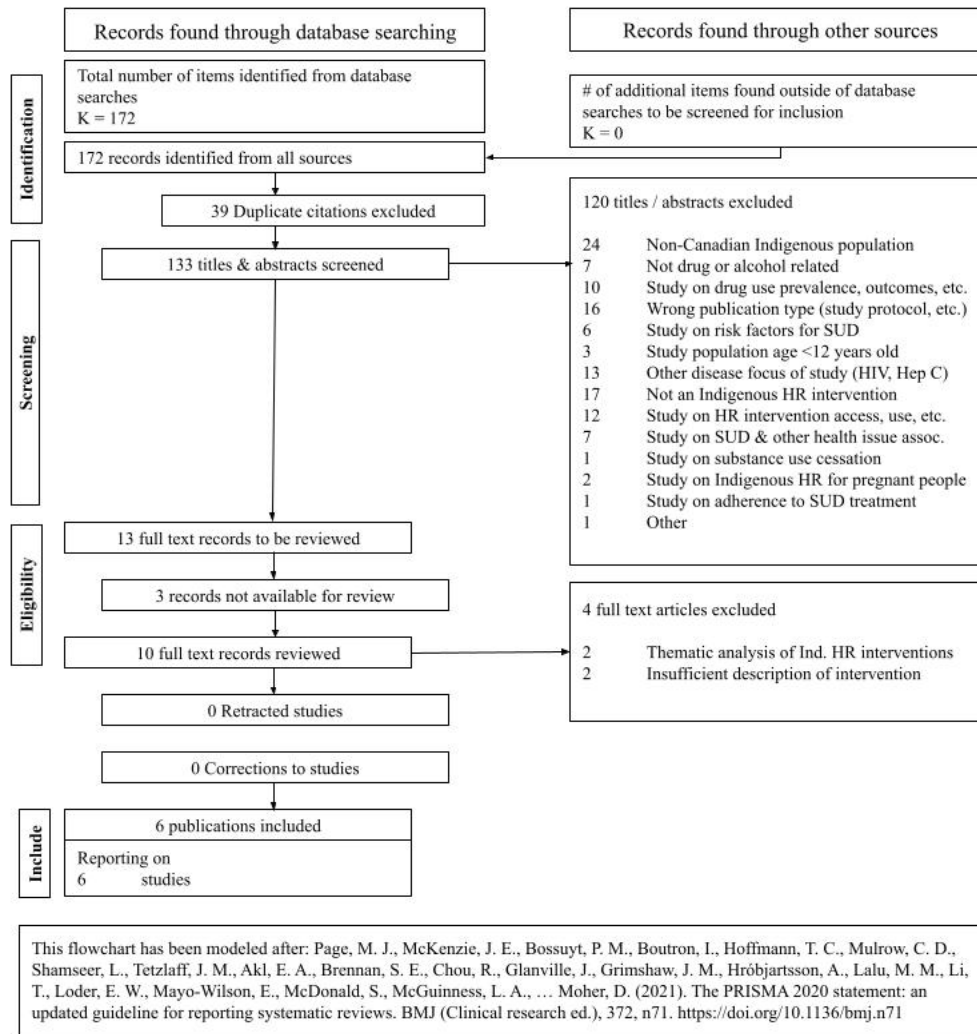 Records found through database searching
Records found through other sources
Identification
Total number of items identified from database
searches
K = 172
# of additional items found outside of database
searches to be screened for inclusion
K = 0
172 records identified from all sources
39 Duplicate citations excluded
Screening
133 titles & abstracts screened
120 titles / abstracts excluded
24 Non-Canadian Indigenous population
7 Not drug or alcohol related
10 Study on drug use prevalence, outcomes, etc.
16 Wrong publication type (study protocol, etc.)
6 Study on risk factors for SUD
3 Study population age <12 years old
13 Other disease focus of study (HIV, Hep C)
17 Not an Indigenous HR intervention
12 Study on HR intervention access, use, etc.
7 Study on SUD & other health issue assoc.
1 Study on substance use cessation
2 Study on Indigenous HR for pregnant people
1 Study on adherence to SUD treatment
1 Other
Eligibility
13 full text records to be reviewed
3 records not available for review
10 full text records reviewed
4 full text articles excluded
2 Thematic analysis of Ind. HR interventions
2 Insufficient description of intervention
0 Retracted studies
0 Corrections to studies
Include
6 publications included
Reporting on
6 studies
This flowchart has been modeled after: Page, M. J., McKenzie, J. E., Bossuyt, P. M., Boutron, I., Hoffmann, T. C., Mulrow, C. D.,
Shamseer, L., Tetzlaff, J. M., Akl, E. A., Brennan, S. E., Chou, R., Glanville, J., Grimshaw, J. M., Hróbjartsson, A., Lalu, M. M., Li,
T., Loder, E. W., Mayo-Wilson, E., McDonald, S., McGuinness, L. A., … Moher, D. (2021). The PRISMA 2020 statement: an
updated guideline for reporting systematic reviews. BMJ (Clinical research ed.), 372, n71. https://doi.org/10.1136/bmj.n71